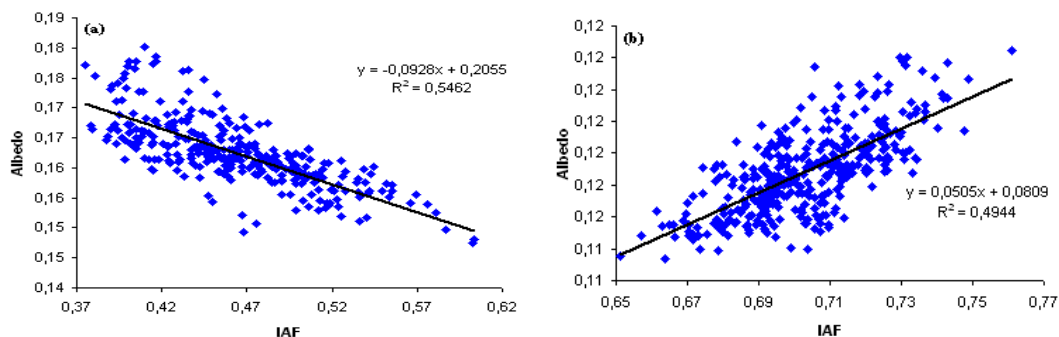 (a)
0,19
0,18
0,18
0,17
0,17
0,16
0,16
0,15
0,15
0,14
Albedo
y = -0,0928x + 0,2055
R² = 0,5462
0,37 0,42 0,47 0,52 0,57 0,62
IAF
(b)
0,12
0,12
0,12
0,12
0,12
0,12
0,12
0,11
0,11
Albedo
y = 0,0505x + 0,0809
R² = 0,4944
0,65 0,67 0,69 0,71 0,73 0,75 0,77
IAF